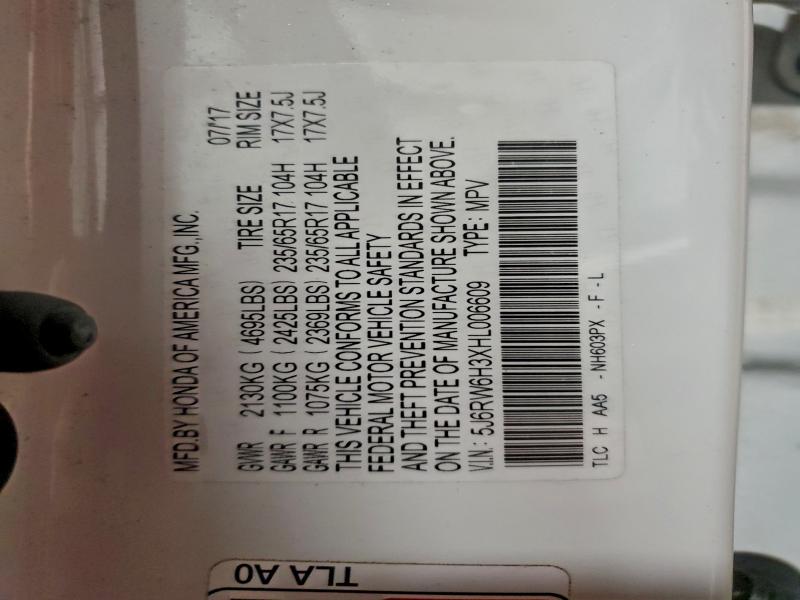 MFD.BY HONDA OF AMERICA MFG.,INC.
07/17
GVWR 2130KG ( 4695LBS) TIRE SIZE RIM SIZE
GAWR F 1100KG ( 2425LBS) 235/65R17 104H 17X7.5J
GAWR R 1075KG ( 2369LBS) 235/65R17 104H 17X7.5J
THIS VEHICLE CONFORMS TO ALL APPLICABLE
FEDERAL MOTOR VEHICLE SAFETY
AND THEFT PREVENTION STANDARDS IN EFFECT
ON THE DATE OF MANUFACTURE SHOWN ABOVE.
V.I.N.: 5J6RW6H3XHL006609 TYPE: MPV
TLC H AA5 - NH603PX - F - L
TLA A0